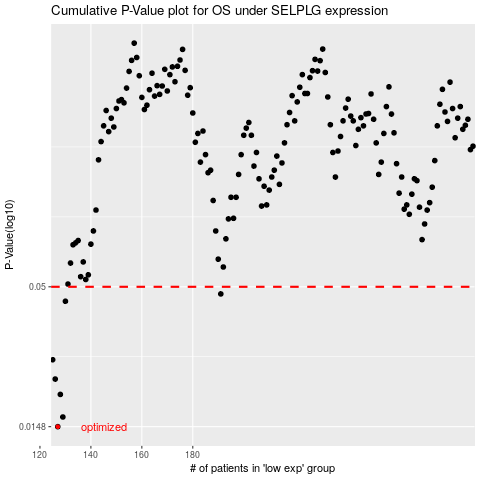 Cumulative P-Value plot for OS under SELPLG expression
P-Value(log10)
0.05
0.0148
optimized
120 140 160 180
# of patients in 'low exp' group